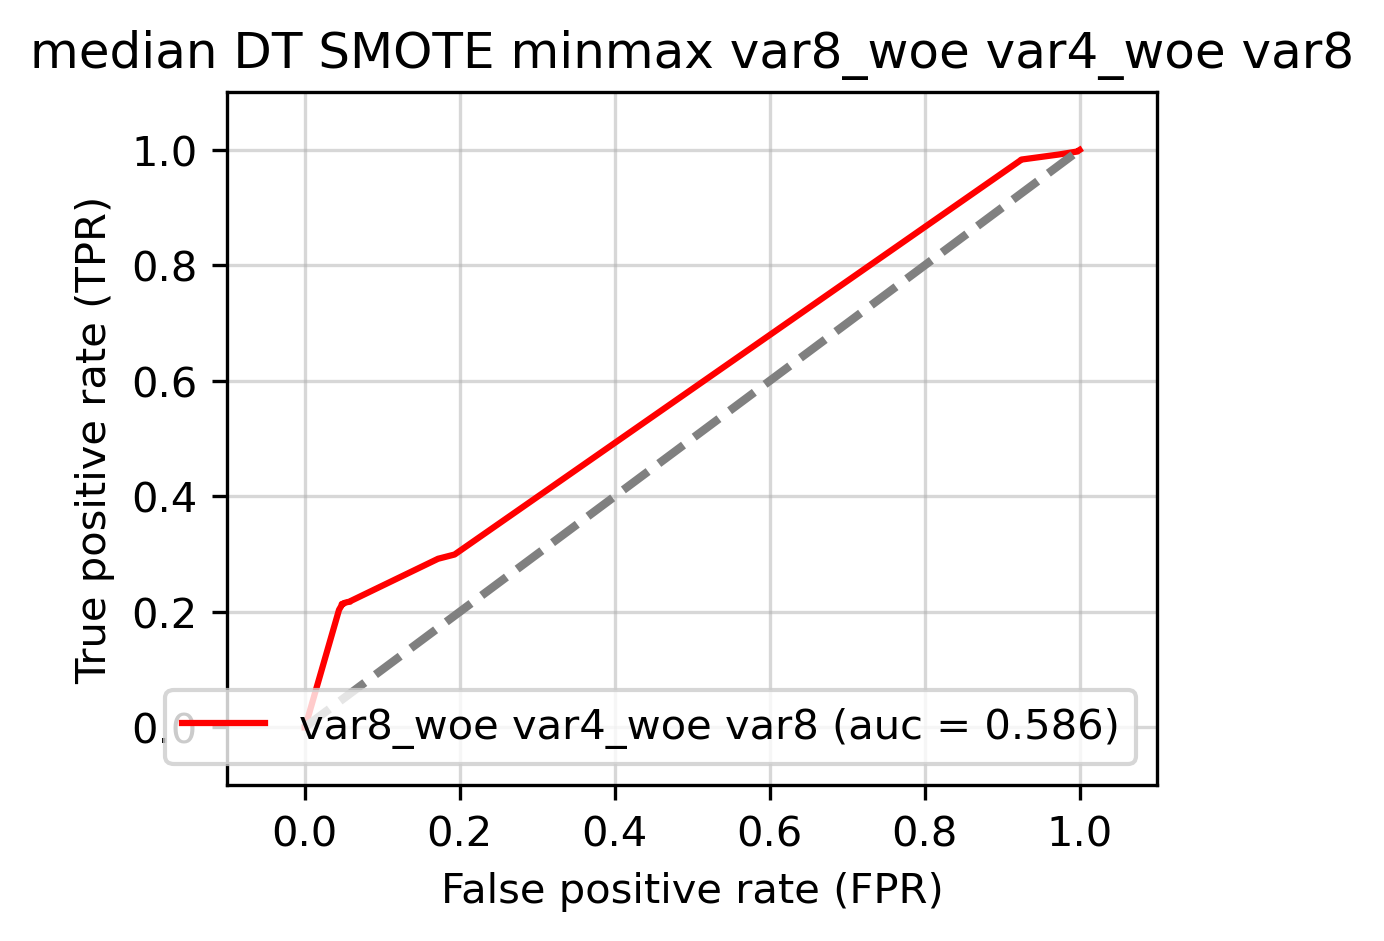 median DT SMOTE minmax var8_woe var4_woe var8
True positive rate (TPR)
1.0
0.8
0.6
0.4
0.2
0.0
var8_woe var4_woe var8 (auc = 0.586)
0.0 0.2 0.4 0.6 0.8 1.0
False positive rate (FPR)